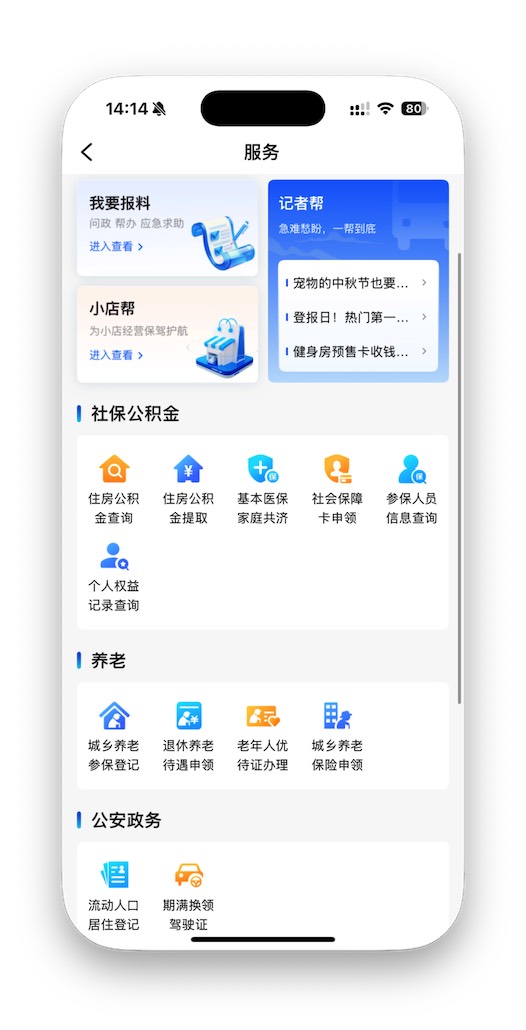 14:14
80
服务
我要报料
问政 帮办 应急求助
进入查看
小店帮
为小店经营保驾护航
进入查看
记者帮
急难愁盼，一帮到底
宠物的中秋节也要...
登报日！热门第一...
健身房预售卡收钱...
社保公积金
住房公积
金查询
住房公积
金提取
基本医保
家庭共济
社会保障
卡申领
参保人员
信息查询
个人权益
记录查询
养老
城乡养老
参保登记
退休养老
待遇申领
老年人优
待证办理
城乡养老
保险申领
公安政务
流动人口
居住登记
期满换领
驾驶证